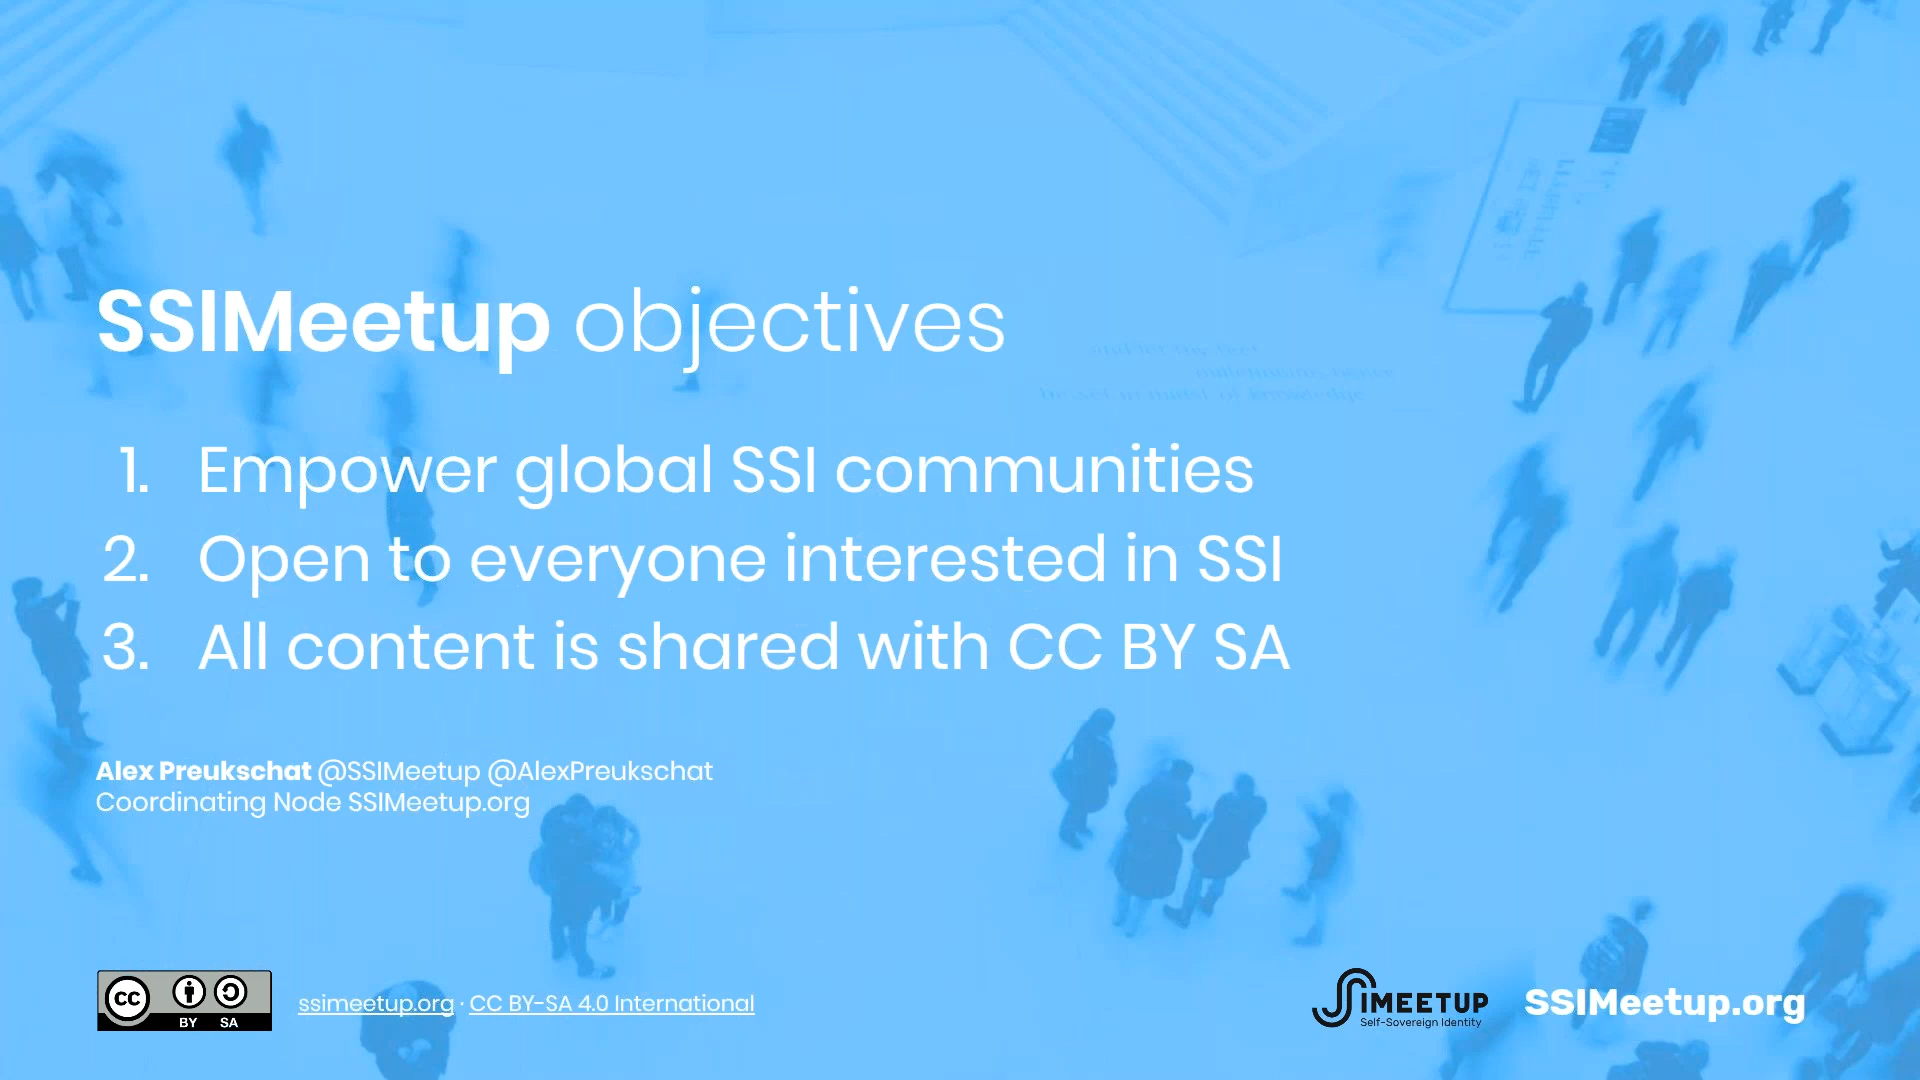 SSIMeetup objectives
1. Empower global SSI communities
2. Open to everyone interested in SSI
3. All content is shared with CC BY SA
Alex Preukschat @SSIMeetup @AlexPreukschat
Coordinating Node SSIMeetup.org
CC BY SA
ssimeetup.org · CC BY-SA 4.0 International
SSIMEETUP
Self-Sovereign Identity
SSIMeetup.org